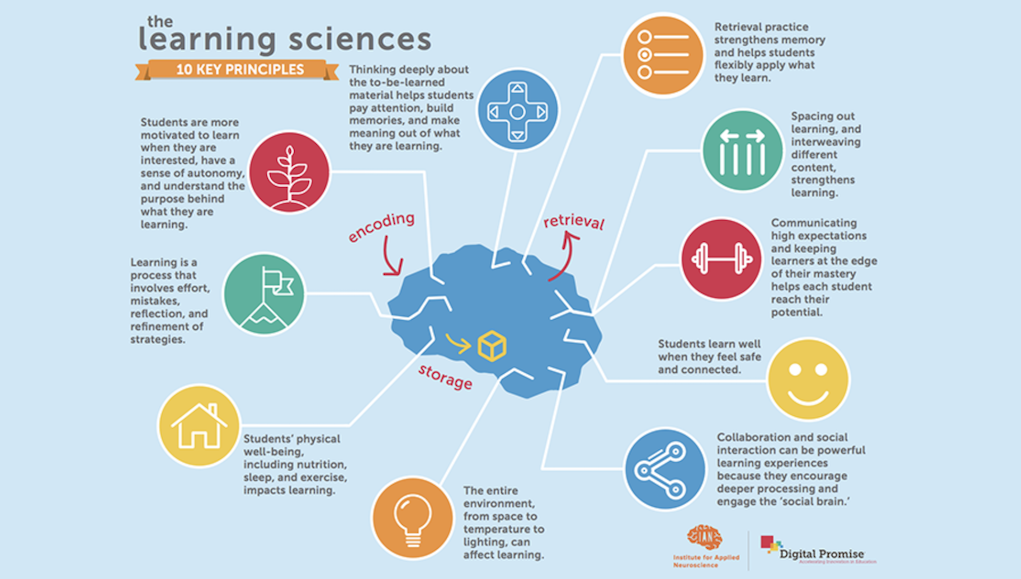 the
learning sciences
10 KEY PRINCIPLES
Thinking deeply about
the to-be-learned
material helps students
pay attention, build
memories, and make
meaning out of what
they are learning.
Retrieval practice
strengthens memory
and helps students
flexibly apply what
they learn.
Students are more
motivated to learn
when they are
interested, have a
sense of autonomy,
and understand the
purpose behind
what they are
learning.
Spacing out
learning, and
interweaving
different
content,
strengthens
learning.
encoding
retrieval
storage
Communicating
high expectations
and keeping
learners at the edge
of their mastery
helps each student
reach their
potential.
Learning is a
process that
involves effort,
mistakes,
reflection, and
refinement of
strategies.
Students learn well
when they feel safe
and connected.
Students' physical
well-being,
including nutrition,
sleep, and exercise,
impacts learning.
Collaboration and social
interaction can be powerful
learning experiences
because they encourage
deeper processing and
engage the 'social brain.'
The entire
environment,
from space to
temperature to
lighting, can
affect learning.
IAN
Institute for Applied
Neuroscience
Digital Promise
Accelerating Innovation in Education